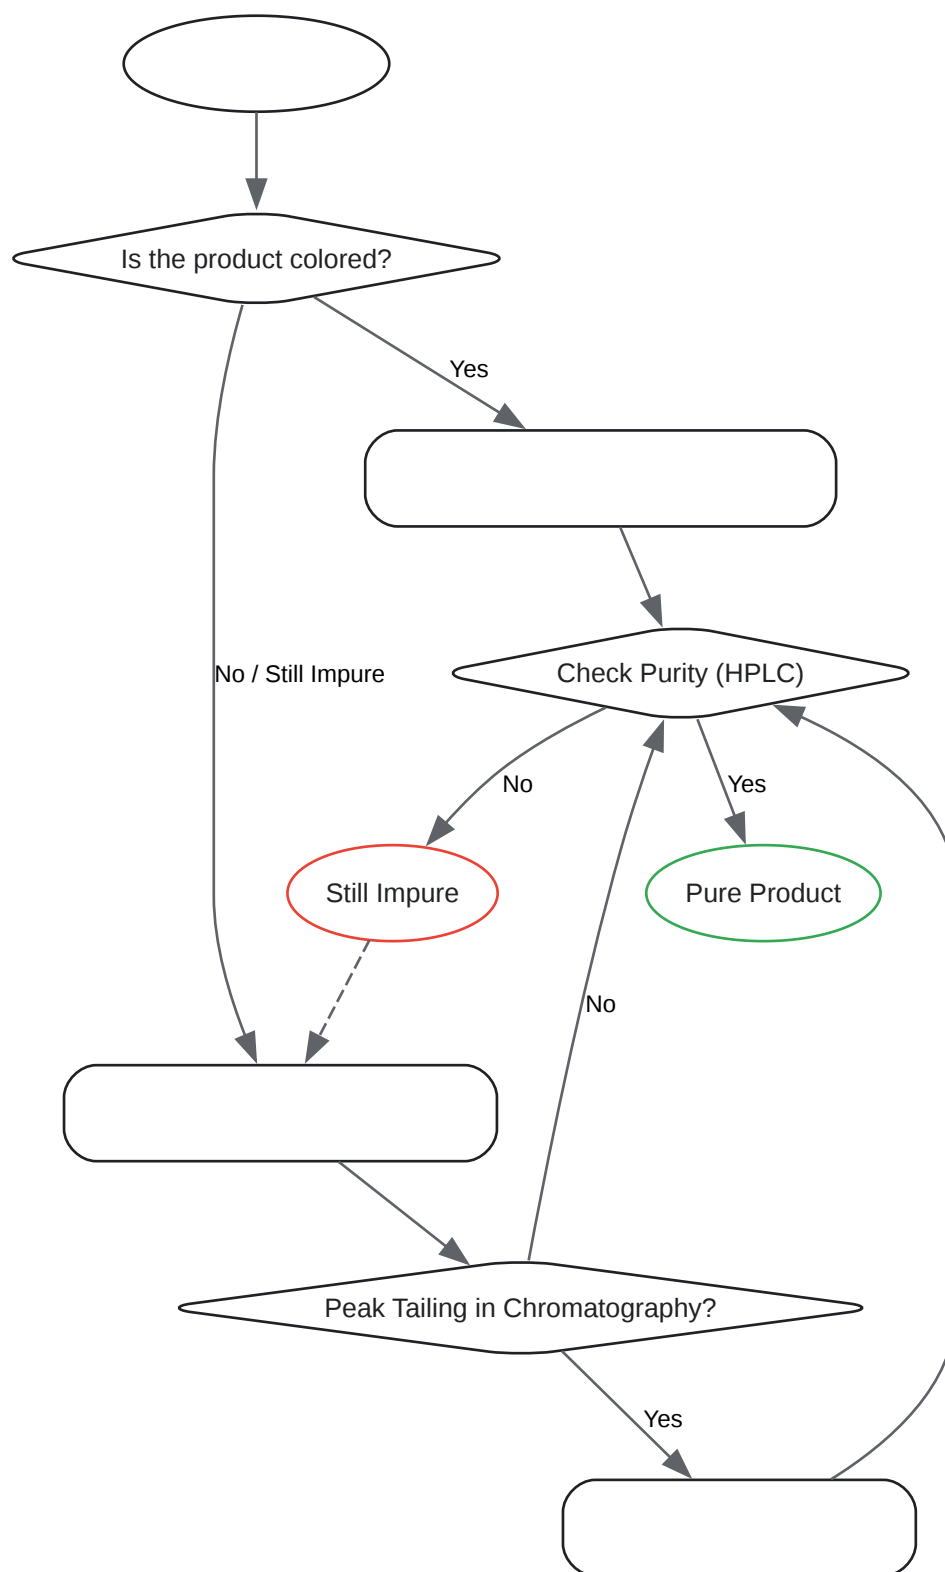 Is the product colored?
Yes
No / Still Impure
Check Purity (HPLC)
No
Yes
Still Impure
Pure Product
No
Peak Tailing in Chromatography?
Yes